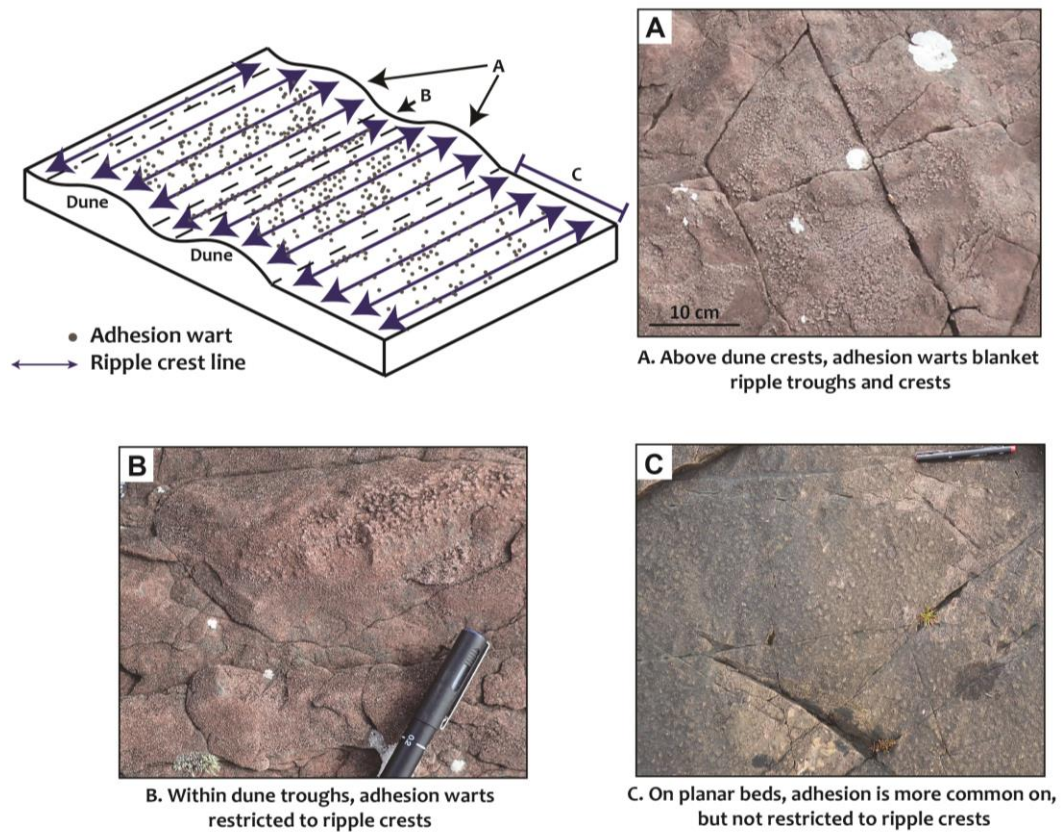 A
B
C
Dune
Dune
Adhesion wart
Ripple crest line
A
10 cm
A. Above dune crests, adhesion warts blanket
ripple troughs and crests
B
0.2
B. Within dune troughs, adhesion warts
restricted to ripple crests
C
C. On planar beds, adhesion is more common on,
but not restricted to ripple crests